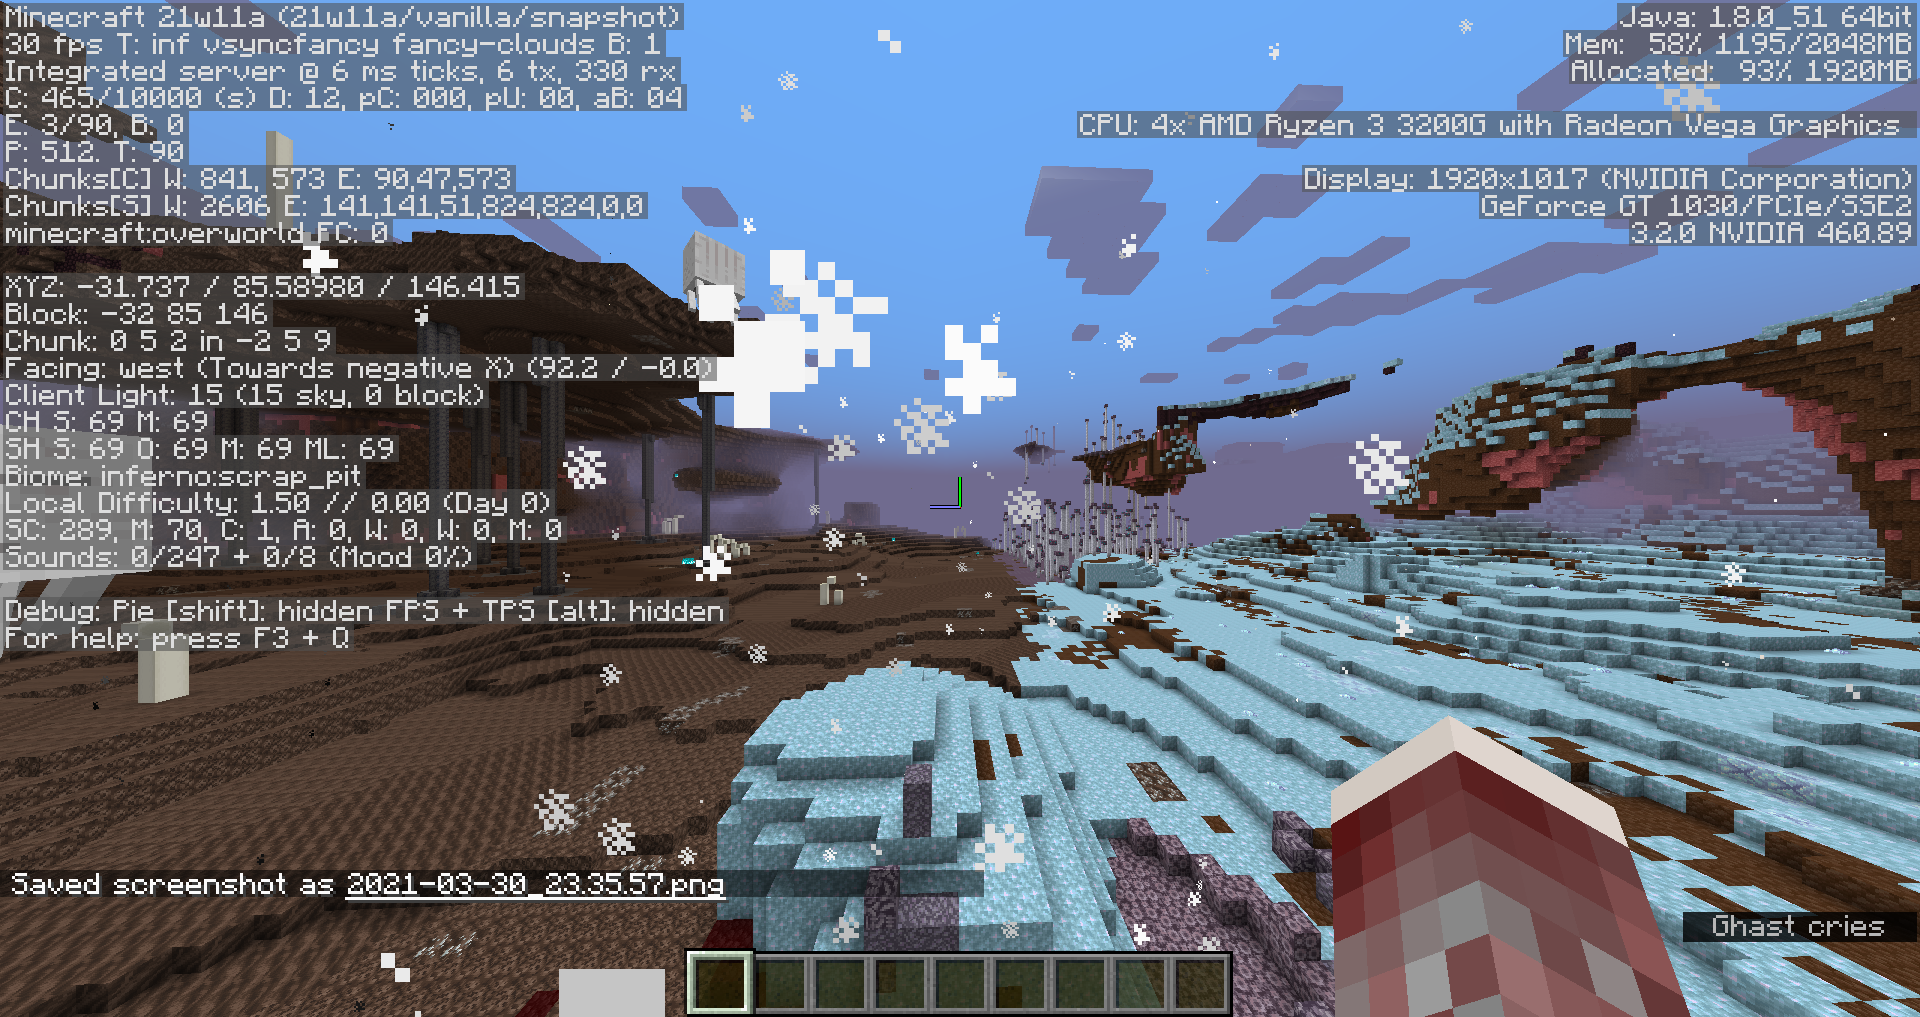 Minecraft 21w11a (21w11a/vanilla/snapshot)
30 fps T: inf vsyncfancy fancy-clouds B: 1
Integrated server @ 6 ms ticks, 6 tx, 330 rx
C: 465/10000 (s) D: 12, pC: 000, pU: 00, aB: 04
E: 3/90, B: 0
P: 512. T: 90
Chunks[C] W: 841, 573 E: 90,47,573
Chunks[S] W: 2606 E: 141,141,51,824,824,0,0
minecraft:overworld FC: 0
XYZ: -31.737 / 85.58980 / 146.415
Block: -32 85 146
Chunk: 0 5 2 in -2 5 9
Facing: west (Towards negative X) (92.2 / -0.0)
Client Light: 15 (15 sky, 0 block)
CH S: 69 M: 69
SH S: 69 O: 69 M: 69 ML: 69
Biome: inferno:scrap_pit
Local Difficulty: 1.50 // 0.00 (Day 0)
SC: 289, M: 70, C: 1, A: 0, W: 0, W: 0, M: 0
Sounds: 0/247 + 0/8 (Mood 0%)
Debug: Pie [shift]: hidden FPS + TPS [alt]: hidden
For help: press F3 + Q
Java: 1.8.0_51 64bit
Mem: 58% 1195/2048MB
Allocated: 93% 1920MB
CPU: 4x AMD Ryzen 3 3200G with Radeon Vega Graphics
Display: 1920x1017 (NVIDIA Corporation)
GeForce GT 1030/PCIe/SSE2
3.2.0 NVIDIA 460.89
Saved screenshot as 2021-03-30_23.35.57.png
Ghast cries